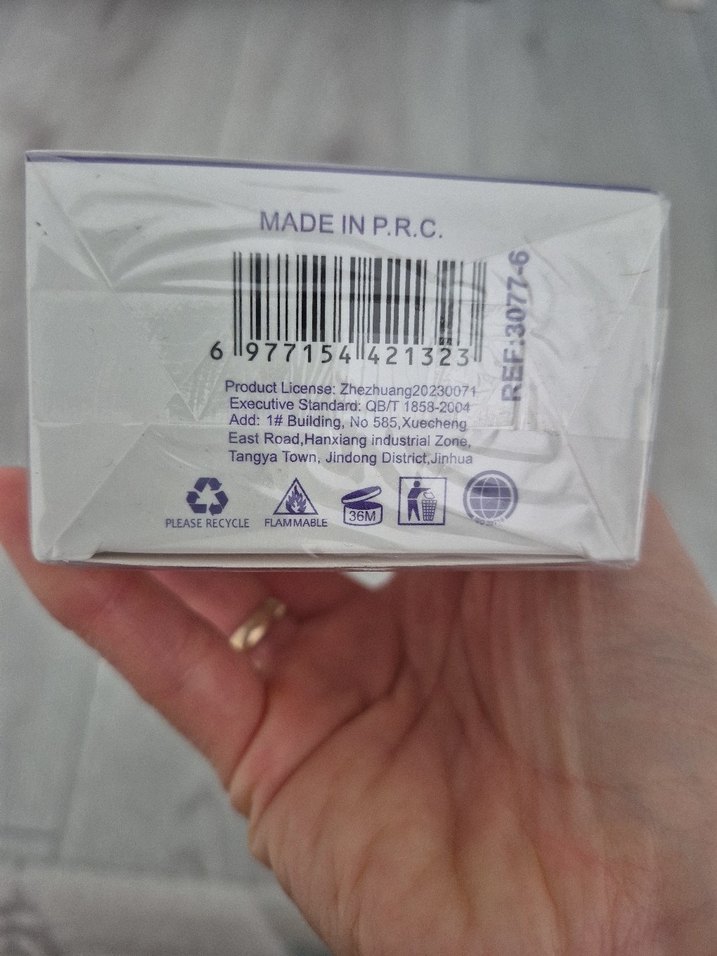 MADE IN P.R.C.
6 977154 421323
REF:3077-6
Product License: Zhezhuang20230071
Executive Standard: QB/T 1858-2004
Add: 1# Building, No 585,Xuecheng
East Road,Hanxiang industrial Zone,
Tangya Town, Jindong District,Jinhua
PLEASE RECYCLE
FLAMMABLE
36M